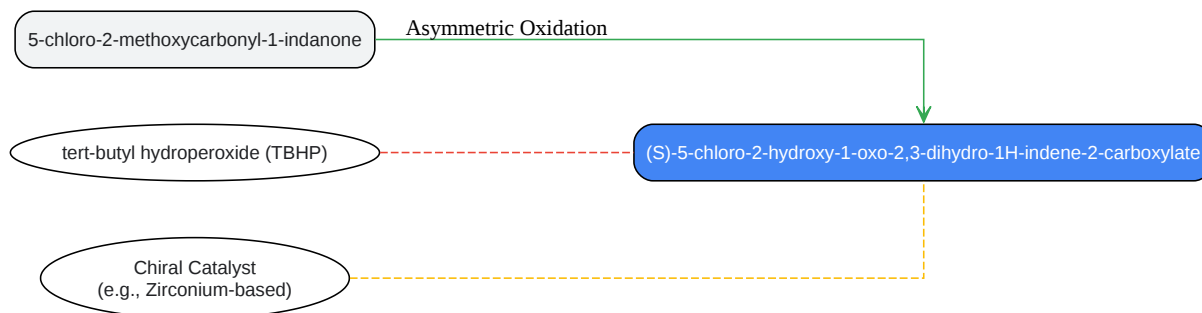 5-chloro-2-methoxycarbonyl-1-indanone
Asymmetric Oxidation
tert-butyl hydroperoxide (TBHP)
(S)-5-chloro-2-hydroxy-1-oxo-2,3-dihydro-1H-indene-2-carboxylate
Chiral Catalyst
(e.g., Zirconium-based)